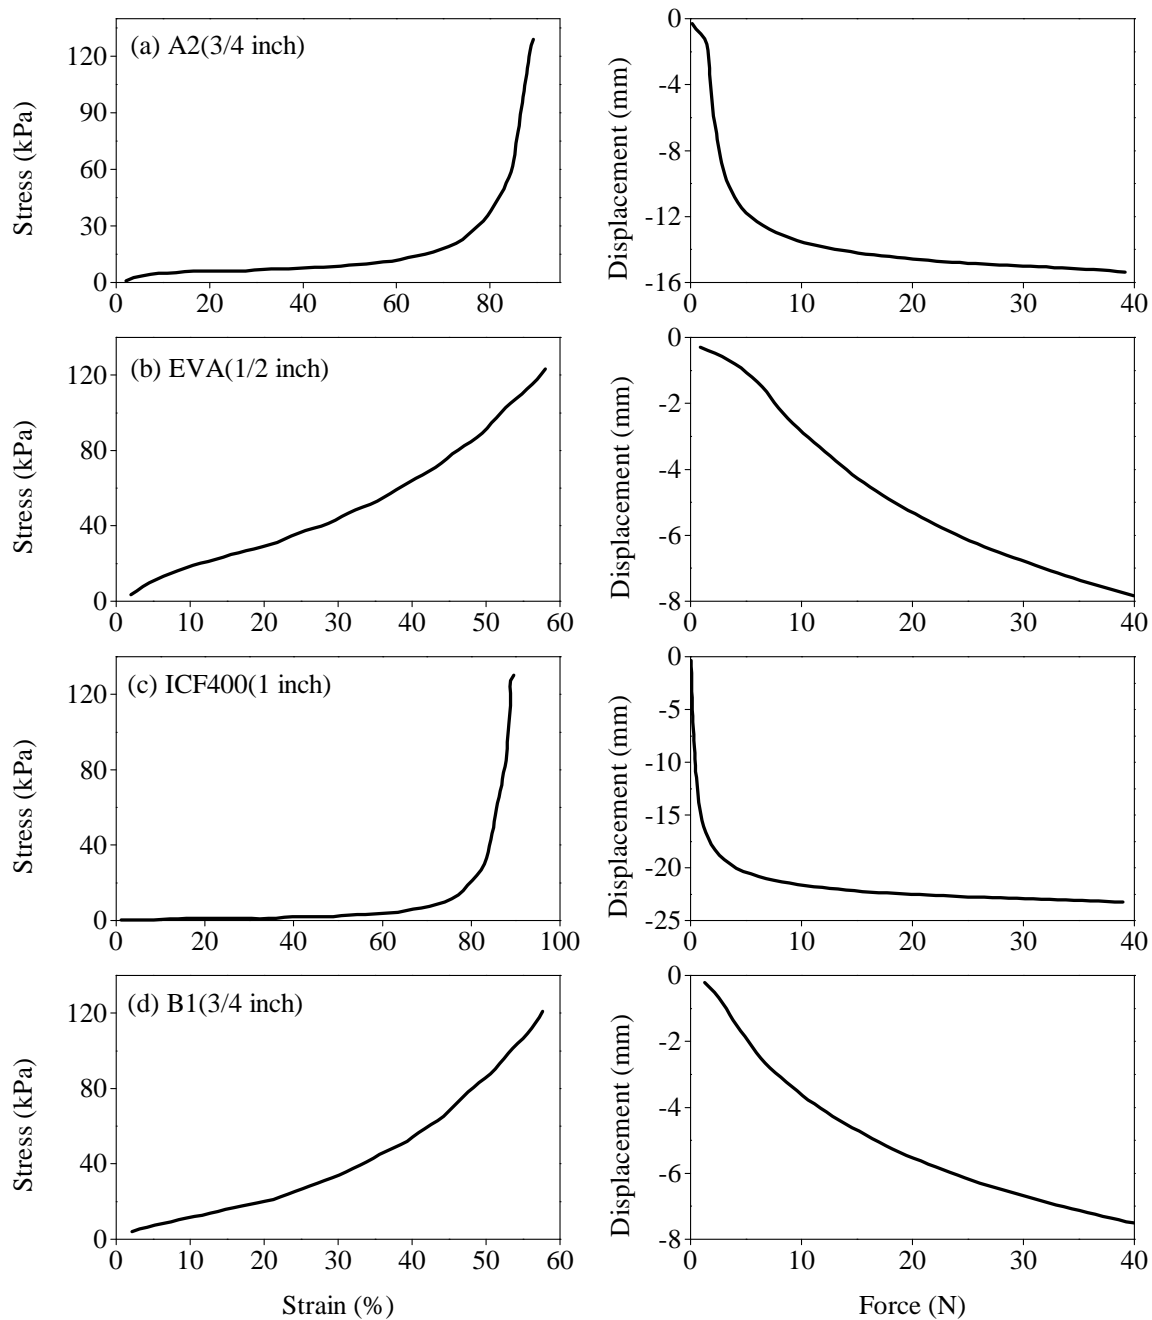 (a) A2(3/4 inch)
Stress (kPa)
120
90
60
30
0
0 20 40 60 80
Displacement (mm)
0
-4
-8
-12
-16
0 10 20 30 40
(b) EVA(1/2 inch)
Stress (kPa)
120
80
40
0
0 10 20 30 40 50 60
Displacement (mm)
0
-2
-4
-6
-8
0 10 20 30 40
(c) ICF400(1 inch)
Stress (kPa)
120
80
40
0
0 20 40 60 80 100
Displacement (mm)
0
-5
-10
-15
-20
-25
0 10 20 30 40
(d) B1(3/4 inch)
Stress (kPa)
120
80
40
0
0 10 20 30 40 50 60
Strain (%)
Displacement (mm)
0
-2
-4
-6
-8
0 10 20 30 40
Force (N)